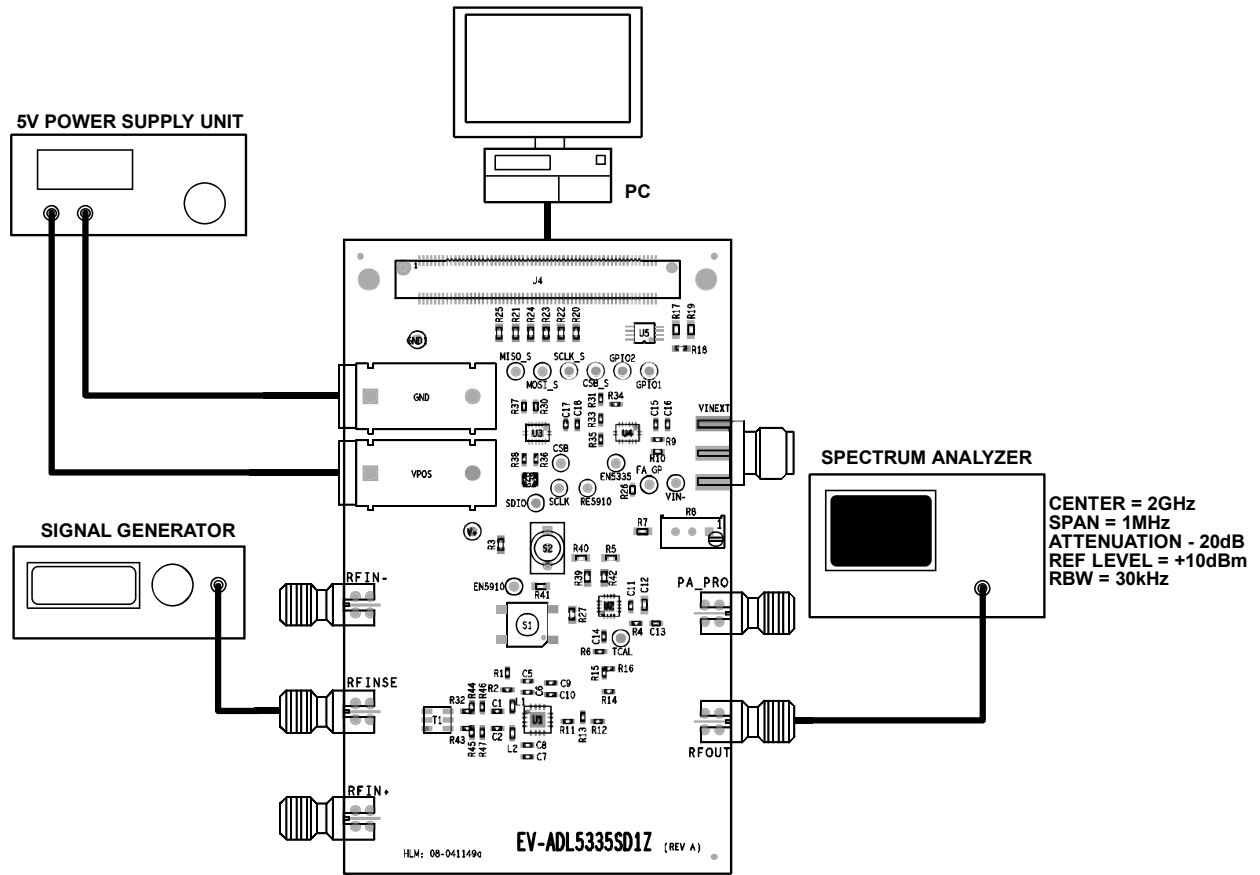 5V POWER SUPPLY UNIT
PC
1
J4
R25
R21
R24
R23
R22
R20
R17
R19
U5
R18
GND1
MISO_S
SCLK_S
GPIO2
MOSI_S
CSB_S
GPIO1
GND
R37
R30
C17
C18
R31
R34
R33
R35
C15
C16
VINEXT
U3
U4
R9
R10
VPOS
R38
R36
CSB
EN5335
FA_GP
SDIO
SCLK
RE5910
R26
VIN-
SPECTRUM ANALYZER
CENTER = 2GHz
SPAN = 1MHz
ATTENUATION - 20dB
REF LEVEL = +10dBm
RBW = 30kHz
SIGNAL GENERATOR
R3
S2
R40
R5
R7
R8
1
R39
R42
RFIN-
EN5910
R41
C11
C12
PA_PRO
S1
R27
U2
R4
C13
C14
TCAL
R6
RFINSE
R1
R2
C5
C6
C9
C10
R15
R16
R14
R32
R44
R46
C1
L1
T1
U1
R11
R13
R12
R43
R45
R47
C2
L2
C8
C7
RFOUT
RFIN+
HLM: 08-041149a
EV-ADL5335SD1Z (REV A)